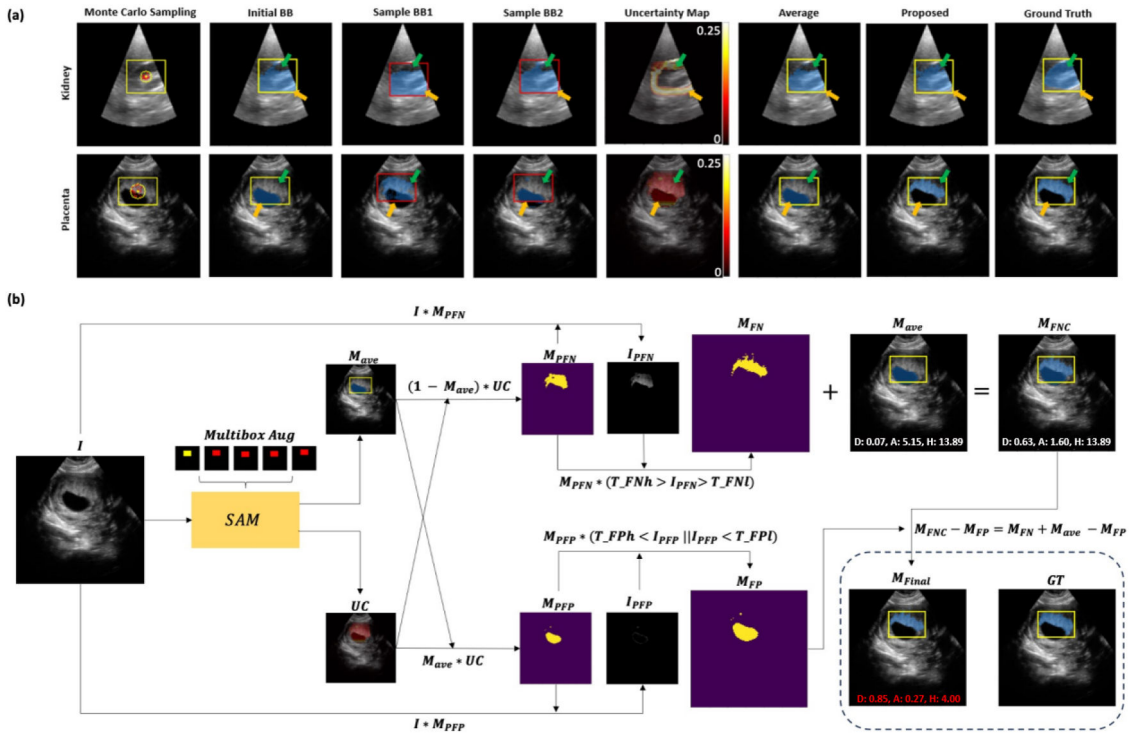 (a)
Monte Carlo Sampling Initial BB Sample BB1 Sample BB2 Uncertainty Map Average Proposed Ground Truth
Kidney
0.25
0
Placenta
0.25
0
(b)
I * M_PFN
M_FN
M_ave
M_FNC
M_ave
M_PFN
I_PFN
(1 − M_ave) * UC
+
=
I
Multibox Aug
D: 0.07, A: 5.15, H: 13.89
D: 0.63, A: 1.60, H: 13.89
M_PFN * (T_FNh > I_PFN > T_FNl)
SAM
M_PFP * (T_FPh < I_PFP ||I_PFP < T_FPl)
M_FNC − M_FP = M_FN + M_ave − M_FP
UC
M_PFP
I_PFP
M_FP
M_Final
GT
M_ave * UC
D: 0.85, A: 0.27, H: 4.00
I * M_PFP